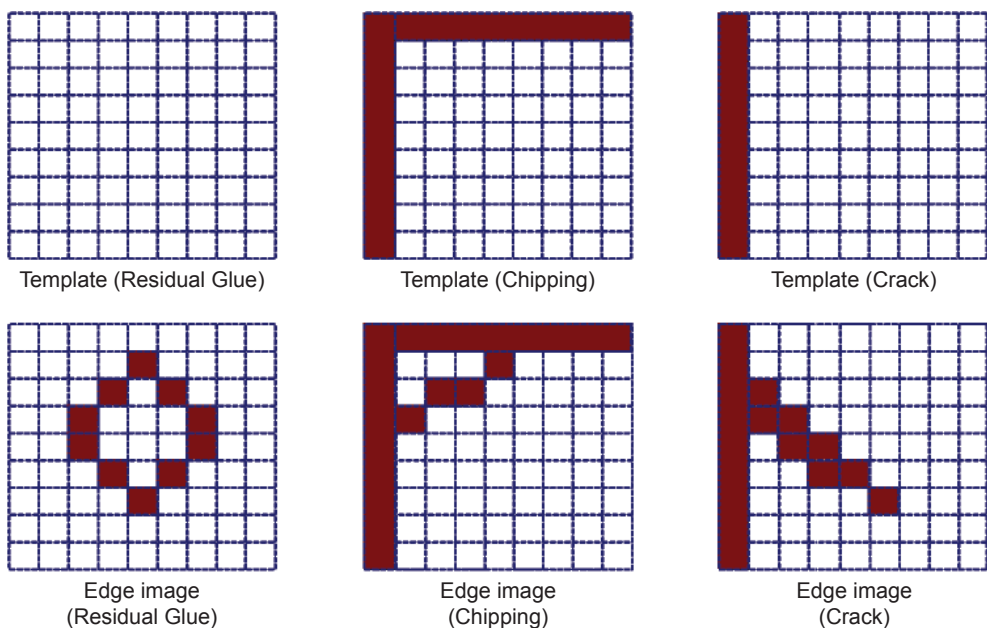 Template (Residual Glue)
Template (Chipping)
Template (Crack)
Edge image
(Residual Glue)
Edge image
(Chipping)
Edge image
(Crack)